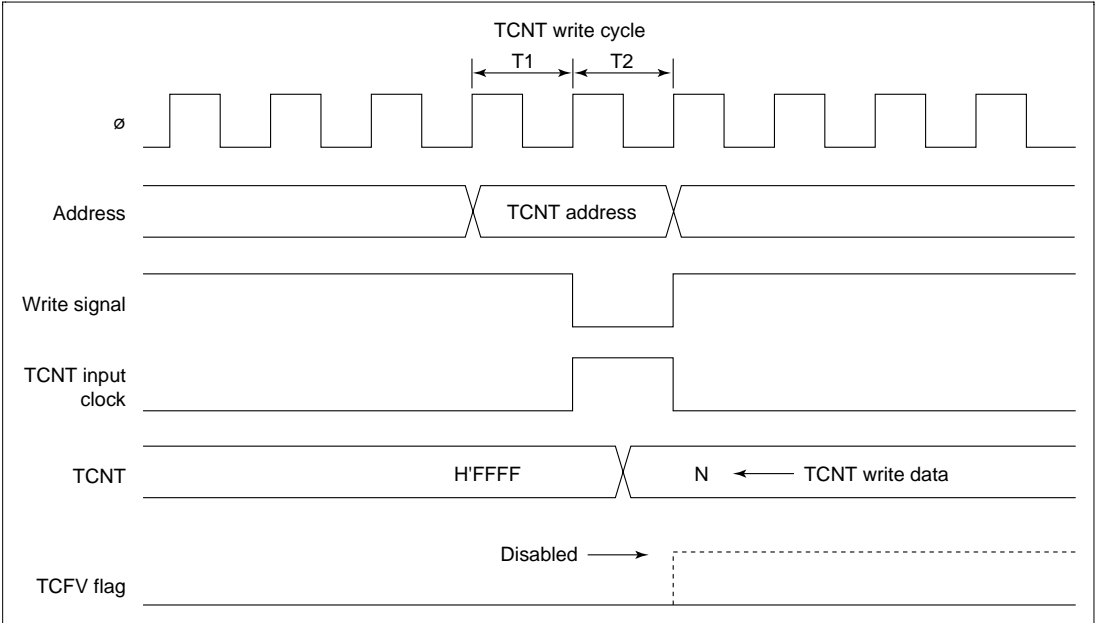 TCNT write cycle
T1 T2
ø
Address TCNT address
Write signal
TCNT input
clock
TCNT H'FFFF N TCNT write data
Disabled
TCFV flag